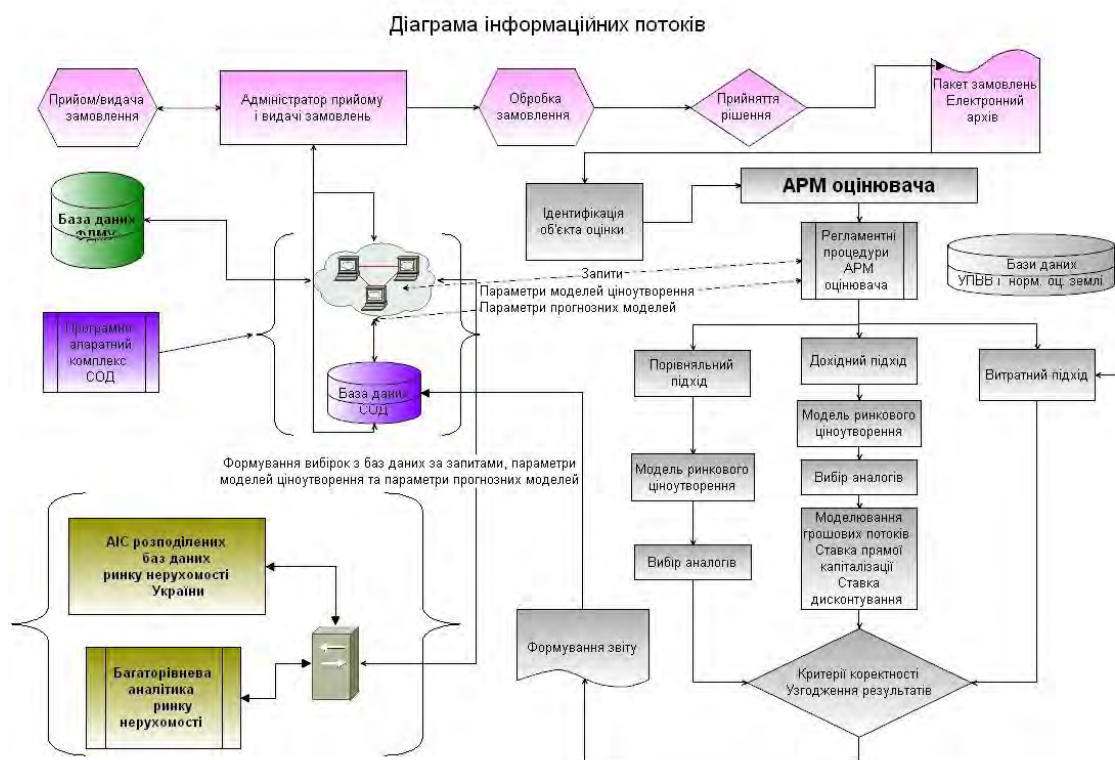 Діаграма інформаційних потоків
Прийом/видача
замовлення
Адміністратор прийому
і видачі замовлень
Обробка
замовлення
Прийняття
рішення
Пакет замовлень
Електронний
архів
База даних
ФДМУ
Ідентифікація
об'єкта оцінки
АРМ оцінювача
Регламентні
процедури
АРМ
оцінювача
Бази даних
УПВВ і норм. оц. землі
Запити
Параметри моделей ціноутворення
Параметри прогнозних моделей
Програмно-
апаратний
комплекс
СОД
База даних
СОД
Порівняльний
підхід
Дохідний підхід
Витратний підхід
Модель ринкового
ціноутворення
Модель ринкового
ціноутворення
Вибір аналогів
Вибір аналогів
Моделювання
грошових потоків
Ставка прямої
капіталізації
Ставка
дисконтування
Формування вибірок з баз даних за запитами, параметри
моделей ціноутворення та параметри прогнозних моделей
АІС розподілених
баз даних
ринку нерухомості
України
Багаторівнева
аналітика
ринку
нерухомості
Формування звіту
Критерії коректності
Узгодження результатів